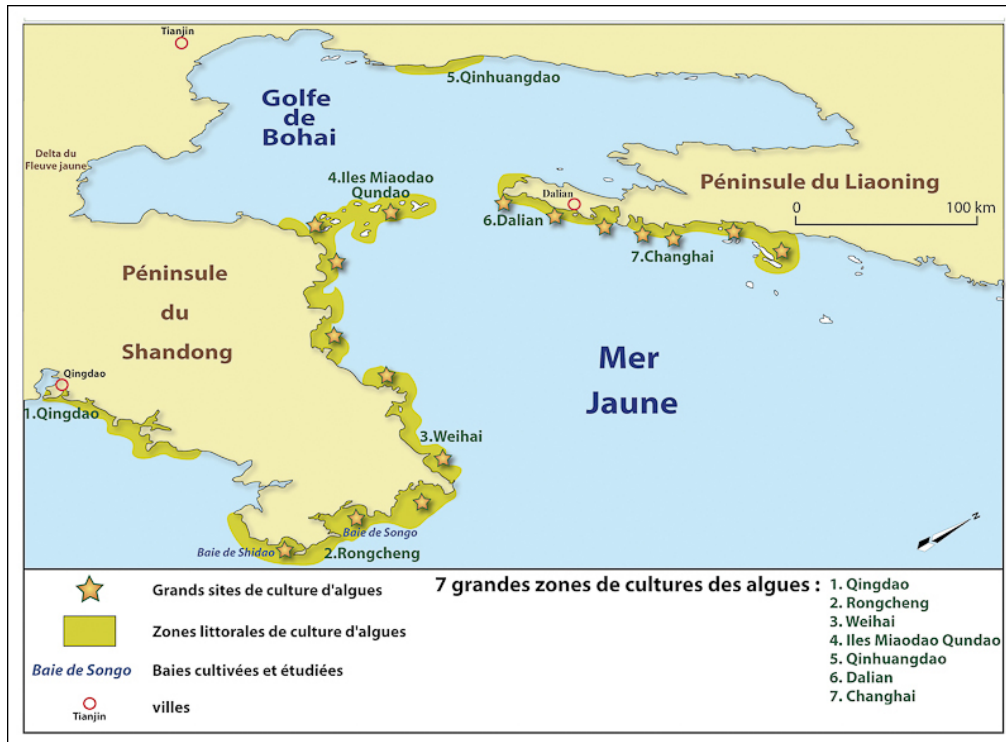 Tianjin
5.Qinhuangdao
Golfe
de
Bohai
Delta du
Fleuve jaune
4.Iles Miaodao
Qundao
Dalian
Péninsule du Liaoning
6.Dalian
0 100 km
7.Changhai
Péninsule
du
Shandong
Mer
Jaune
Qingdao
1.Qingdao
3.Weihai
Baie de Songo
Baie de Shidao
2.Rongcheng
N
Grands sites de culture d'algues
Zones littorales de culture d'algues
Baie de Songo Baies cultivées et étudiées
Tianjin villes
7 grandes zones de cultures des algues :
1. Qingdao
2. Rongcheng
3. Weihai
4. Iles Miaodao Qundao
5. Qinhuangdao
6. Dalian
7. Changhai